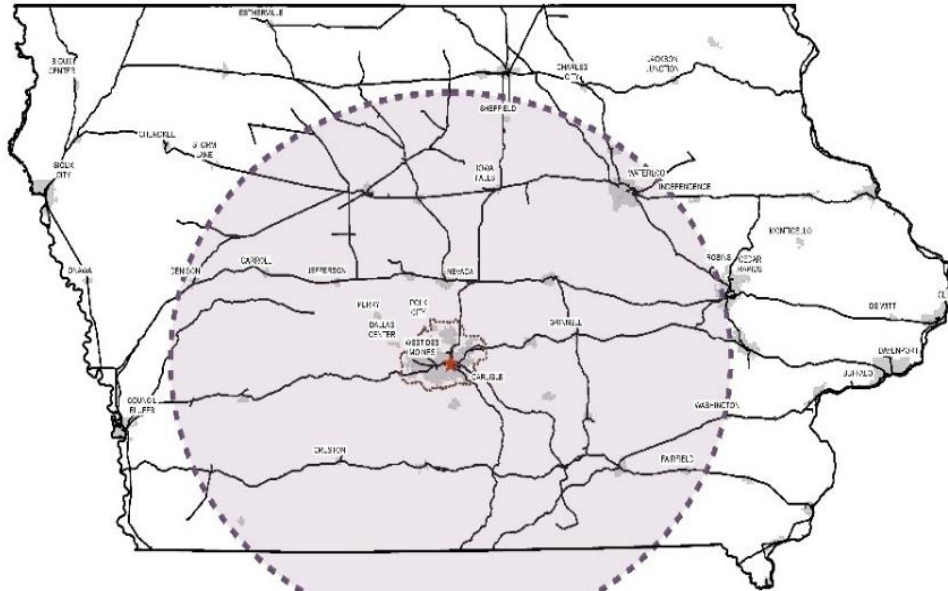 ESTHERVILLE
SIOUX
CENTER
CHARLES
CITY
JACKSON
JUNCTION
SHEFFIELD
STORM
LAKE
SIOUX
CITY
IOWA
FALLS
WATERLOO
INDEPENDENCE
MONTICELLO
ROBINS
CEDAR
RAPIDS
ONAWA
DENISON
CARROLL
JEFFERSON
NEVADA
PERRY
POLK
CITY
DALLAS
CENTER
GRINNELL
DEWITT
CL
WEST DES
MOINES
CARLISLE
DAVENPORT
BUFFALO
COUNCIL
BLUFFS
WASHINGTON
CRESTON
FAIRFIELD